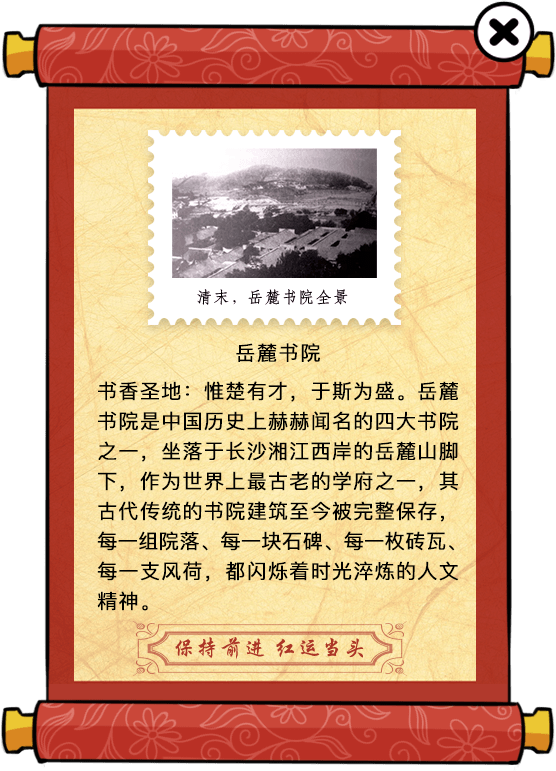 清末，岳麓书院全景
岳麓书院
书香圣地：惟楚有才，于斯为盛。岳麓
书院是中国历史上赫赫闻名的四大书院
之一，坐落于长沙湘江西岸的岳麓山脚
下，作为世界上最古老的学府之一，其
古代传统的书院建筑至今被完整保存，
每一组院落、每一块石碑、每一枚砖瓦、
每一支风荷，都闪烁着时光淬炼的人文
精神。
保持前进 红运当头